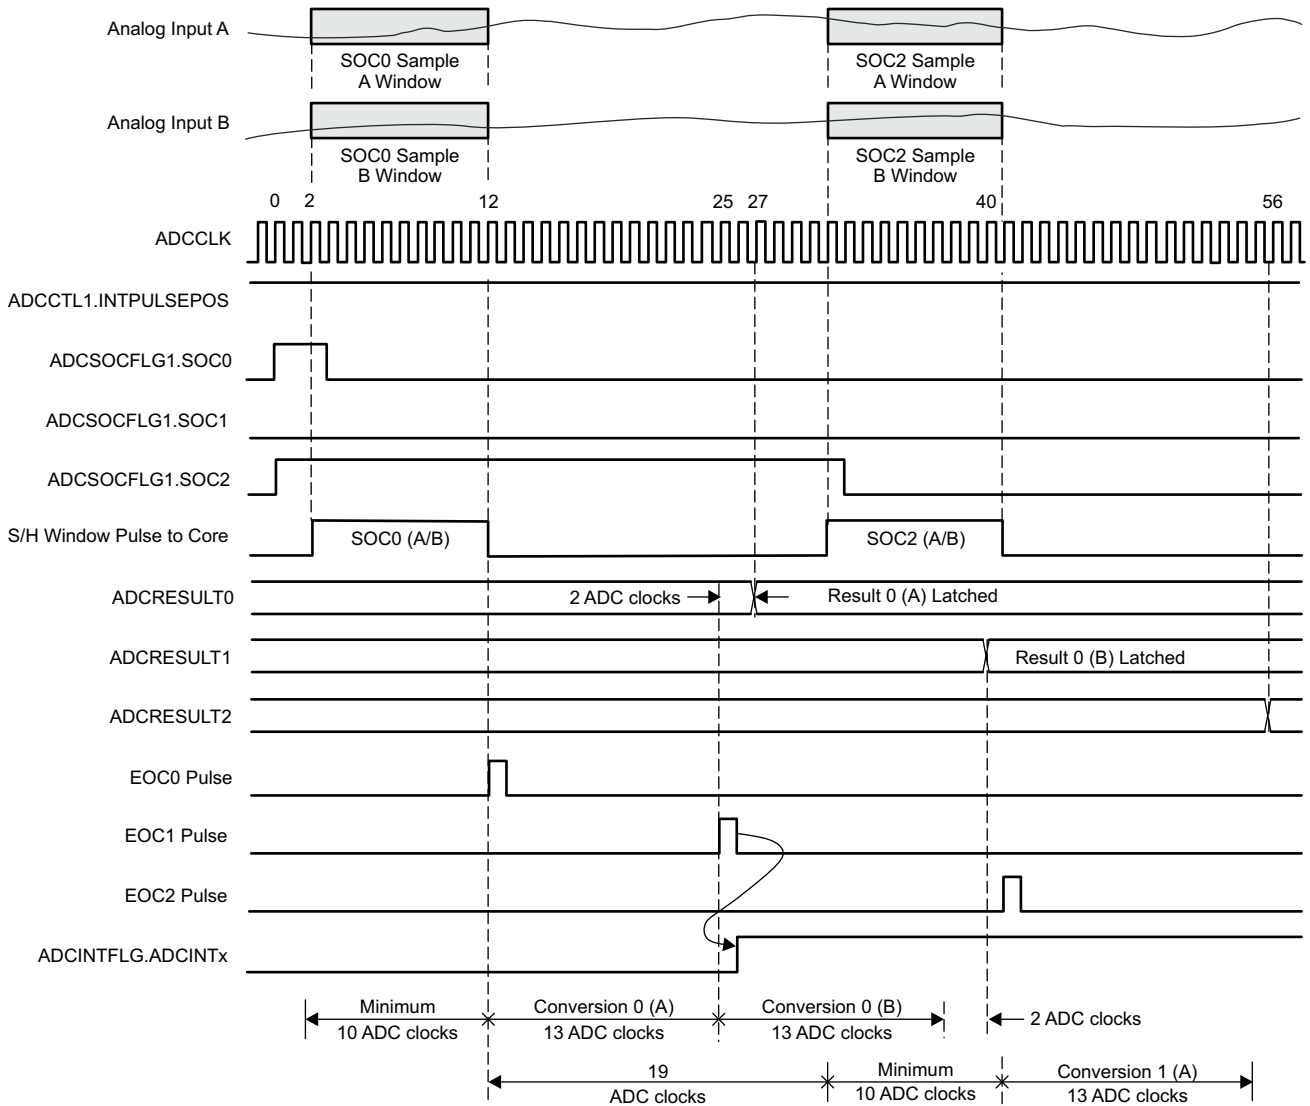 Analog Input A
SOC0 Sample
A Window
SOC2 Sample
A Window
Analog Input B
SOC0 Sample
B Window
SOC2 Sample
B Window
0 2 12 25 27 40 56
ADCCLK
ADCCTL1.INTPULSEPOS
ADCSOCFLG1.SOC0
ADCSOCFLG1.SOC1
ADCSOCFLG1.SOC2
S/H Window Pulse to Core
SOC0 (A/B)
SOC2 (A/B)
ADCRESULT0
2 ADC clocks
Result 0 (A) Latched
ADCRESULT1
Result 0 (B) Latched
ADCRESULT2
EOC0 Pulse
EOC1 Pulse
EOC2 Pulse
ADCINTFLG.ADCINTx
Minimum
10 ADC clocks
Conversion 0 (A)
13 ADC clocks
Conversion 0 (B)
13 ADC clocks
2 ADC clocks
19
ADC clocks
Minimum
10 ADC clocks
Conversion 1 (A)
13 ADC clocks